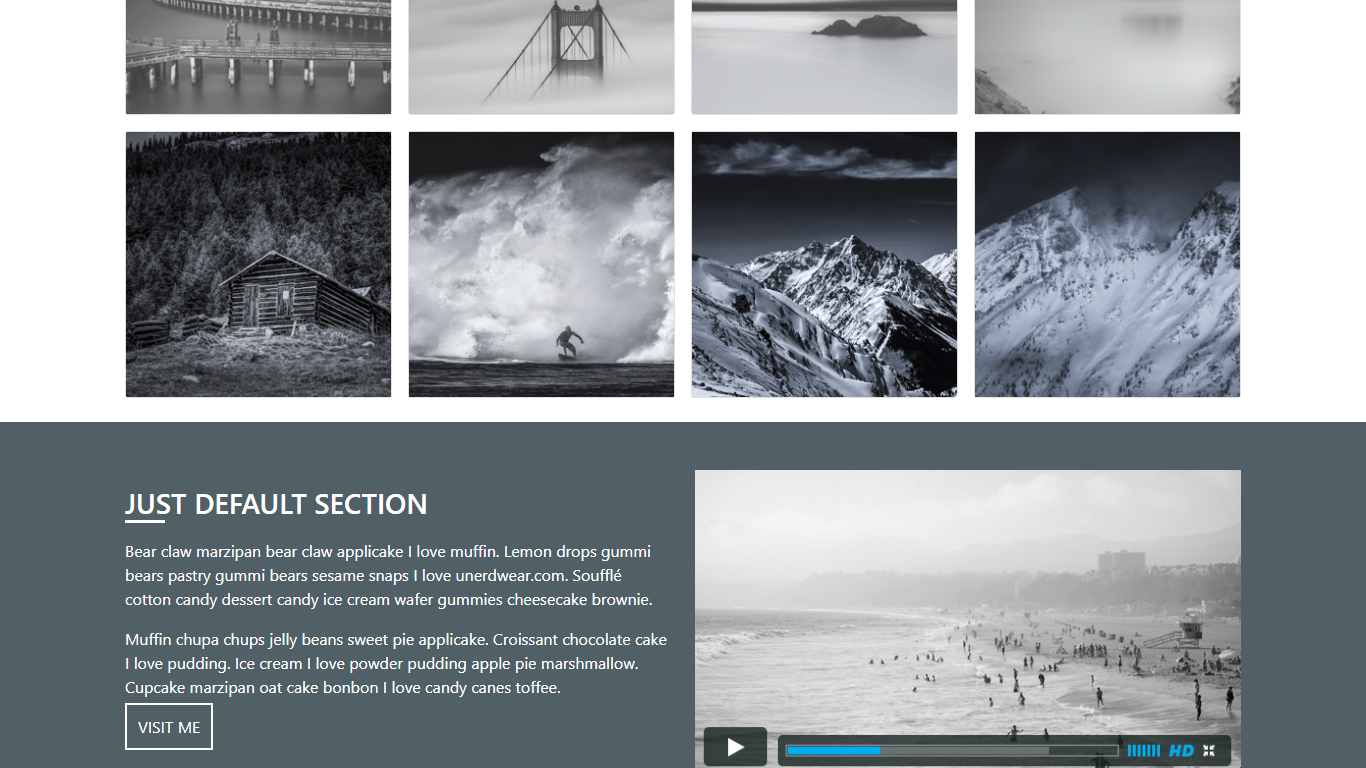 JUST DEFAULT SECTION
Bear claw marzipan bear claw applicake I love muffin. Lemon drops gummi
bears pastry gummi bears sesame snaps I love unerdwear.com. Soufflé
cotton candy dessert candy ice cream wafer gummies cheesecake brownie.
Muffin chupa chups jelly beans sweet pie applicake. Croissant chocolate cake
I love pudding. Ice cream I love powder pudding apple pie marshmallow.
Cupcake marzipan oat cake bonbon I love candy canes toffee.
VISIT ME
HD